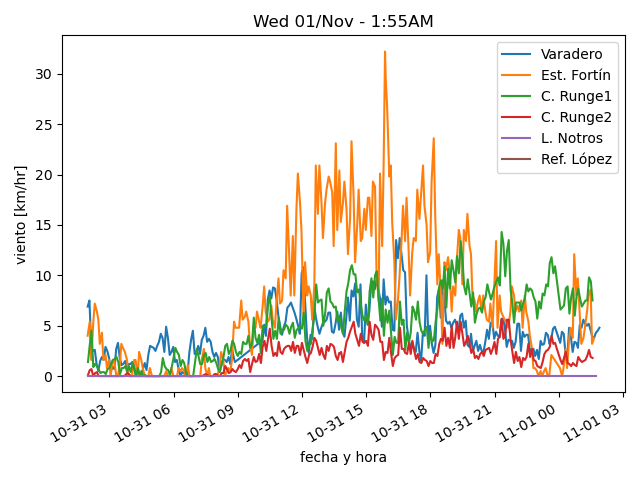 Wed 01/Nov - 1:55AM
Varadero
Est. Fortín
C. Runge1
C. Runge2
L. Notros
Ref. López
viento [km/hr]
30
25
20
15
10
5
0
10-31 03
10-31 06
10-31 09
10-31 12
10-31 15
10-31 18
10-31 21
11-01 00
11-01 03
fecha y hora